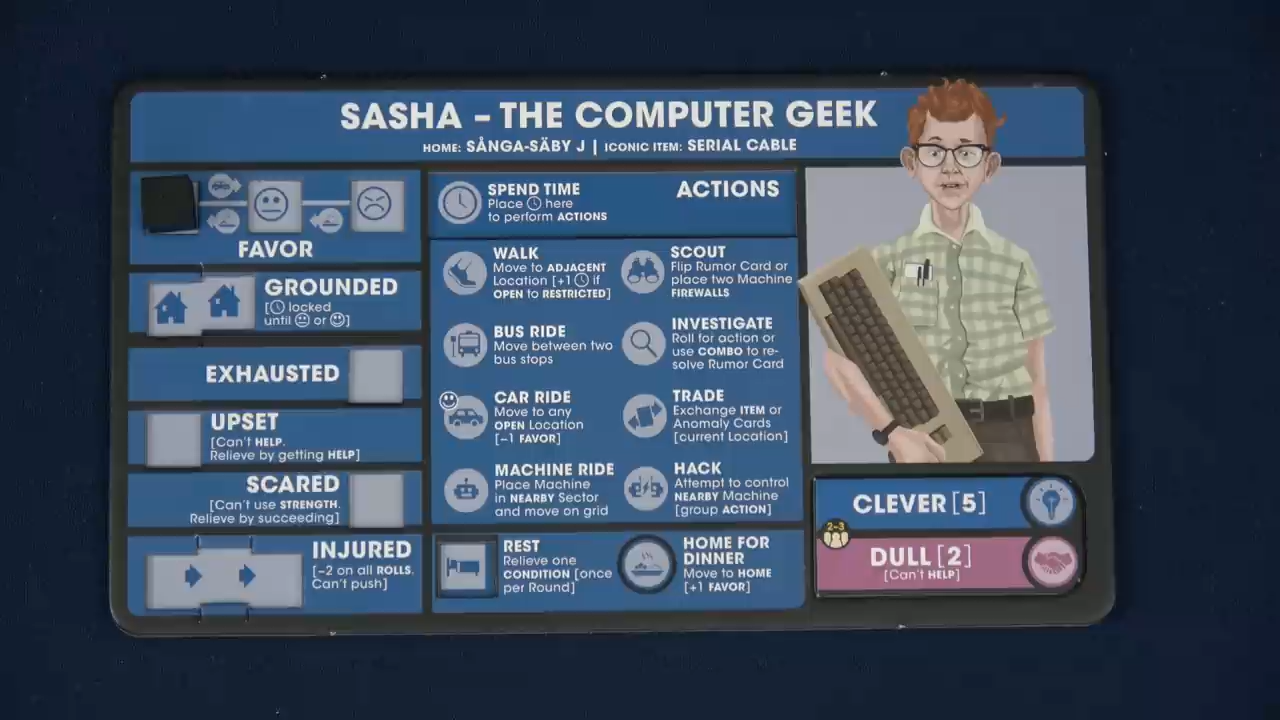 SASHA – THE COMPUTER GEEK
HOME: SÅNGA-SÄBY J | ICONIC ITEM: SERIAL CABLE
FAVOR
GROUNDED
[ locked
until or ]
EXHAUSTED
UPSET
[Can't HELP.
Relieve by getting HELP]
SCARED
[Can't use STRENGTH.
Relieve by succeeding]
INJURED
[−2 on all ROLLS.
Can't push]
SPEND TIME
Place here
to perform ACTIONS
ACTIONS
WALK
Move to ADJACENT
Location [+1 if
OPEN to RESTRICTED]
BUS RIDE
Move between two
bus stops
CAR RIDE
Move to any
OPEN Location
[−1 FAVOR]
MACHINE RIDE
Place Machine
in NEARBY Sector
and move on grid
SCOUT
Flip Rumor Card or
place two Machine
FIREWALLS
INVESTIGATE
Roll for action or
use COMBO to re-
solve Rumor Card
TRADE
Exchange ITEM or
Anomaly Cards
[current Location]
HACK
Attempt to control
NEARBY Machine
[group ACTION]
REST
Relieve one
CONDITION [once
per Round]
HOME FOR
DINNER
Move to HOME
[+1 FAVOR]
CLEVER [5]
2-3
DULL [2]
[Can't HELP]